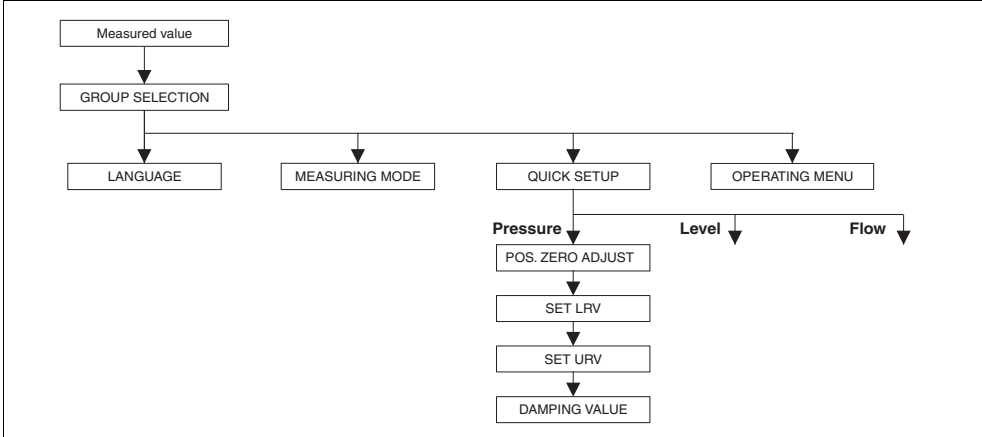 Measured value
GROUP SELECTION
LANGUAGE
MEASURING MODE
QUICK SETUP
OPERATING MENU
Pressure
Level
Flow
POS. ZERO ADJUST
SET LRV
SET URV
DAMPING VALUE